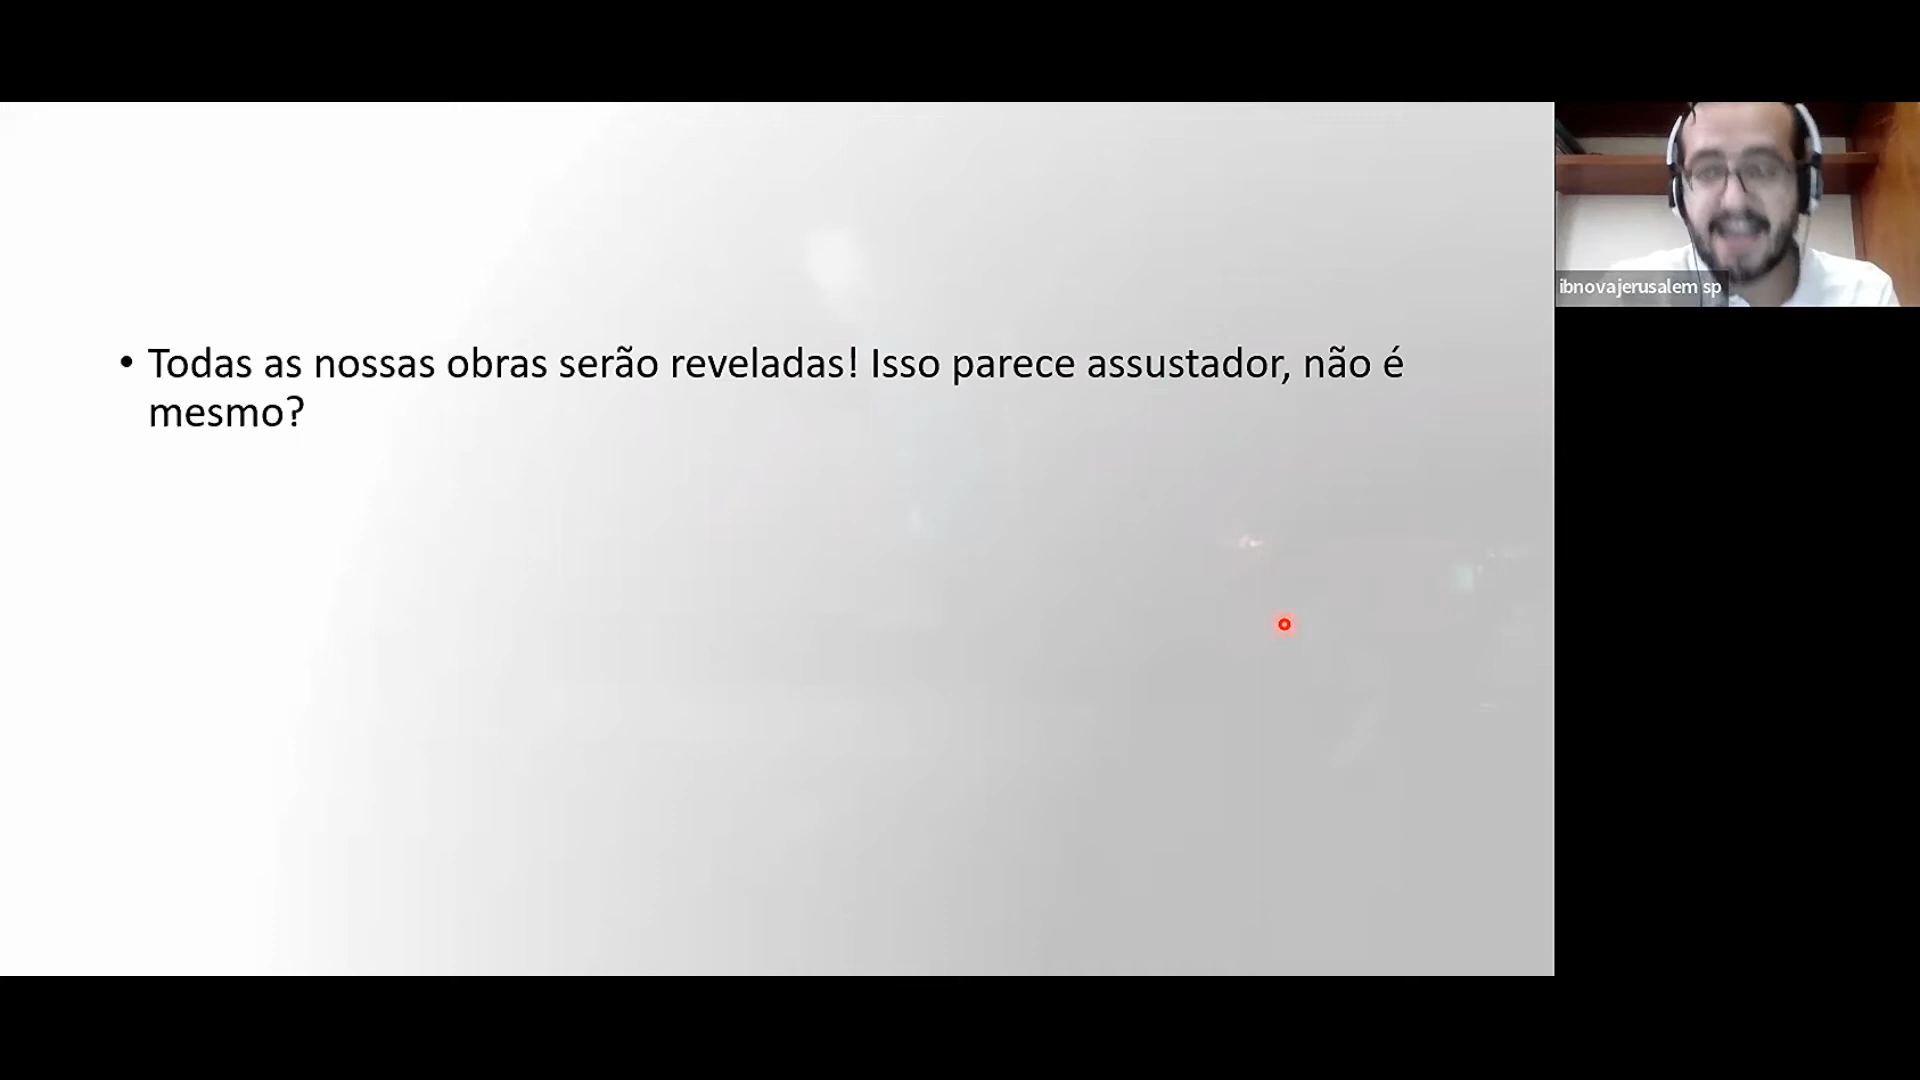 • Todas as nossas obras serão reveladas! Isso parece assustador, não é
mesmo?
ibnovajerusalem sp